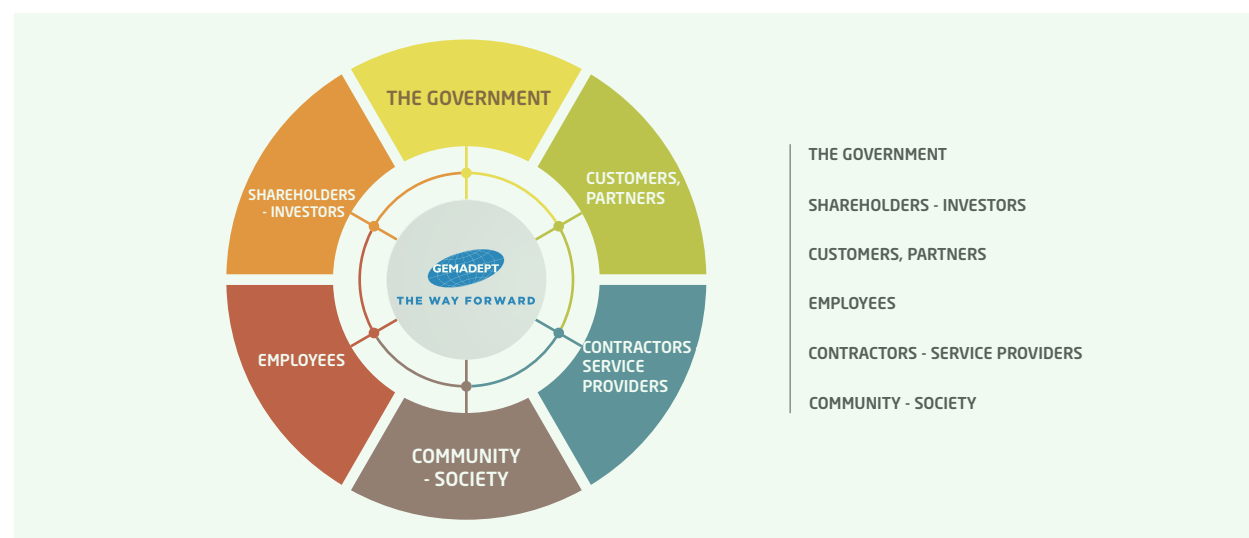 THE GOVERNMENT
CUSTOMERS,
PARTNERS
SHAREHOLDERS
- INVESTORS
GEMADEPT
THE WAY FORWARD
EMPLOYEES
CONTRACTORS
SERVICE
PROVIDERS
COMMUNITY
- SOCIETY
THE GOVERNMENT
SHAREHOLDERS - INVESTORS
CUSTOMERS, PARTNERS
EMPLOYEES
CONTRACTORS - SERVICE PROVIDERS
COMMUNITY - SOCIETY